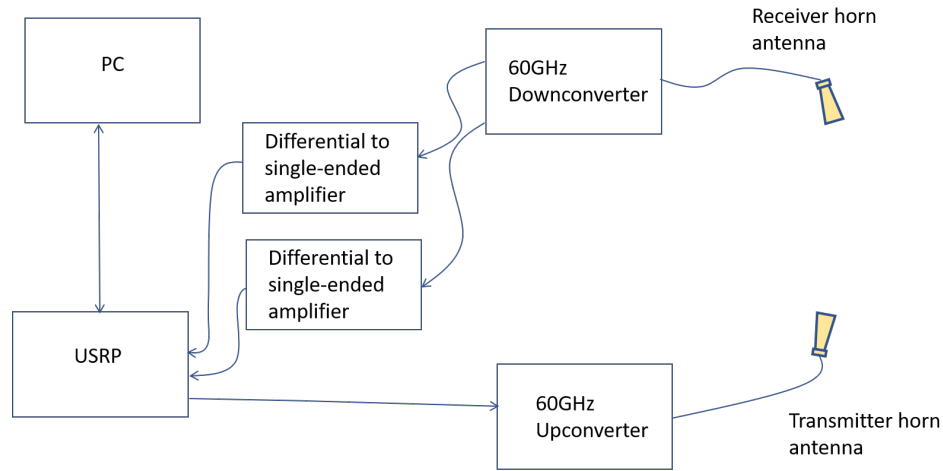 Receiver horn
antenna
PC
60GHz
Downconverter
Differential to
single-ended
amplifier
Differential to
single-ended
amplifier
USRP
60GHz
Upconverter
Transmitter horn
antenna